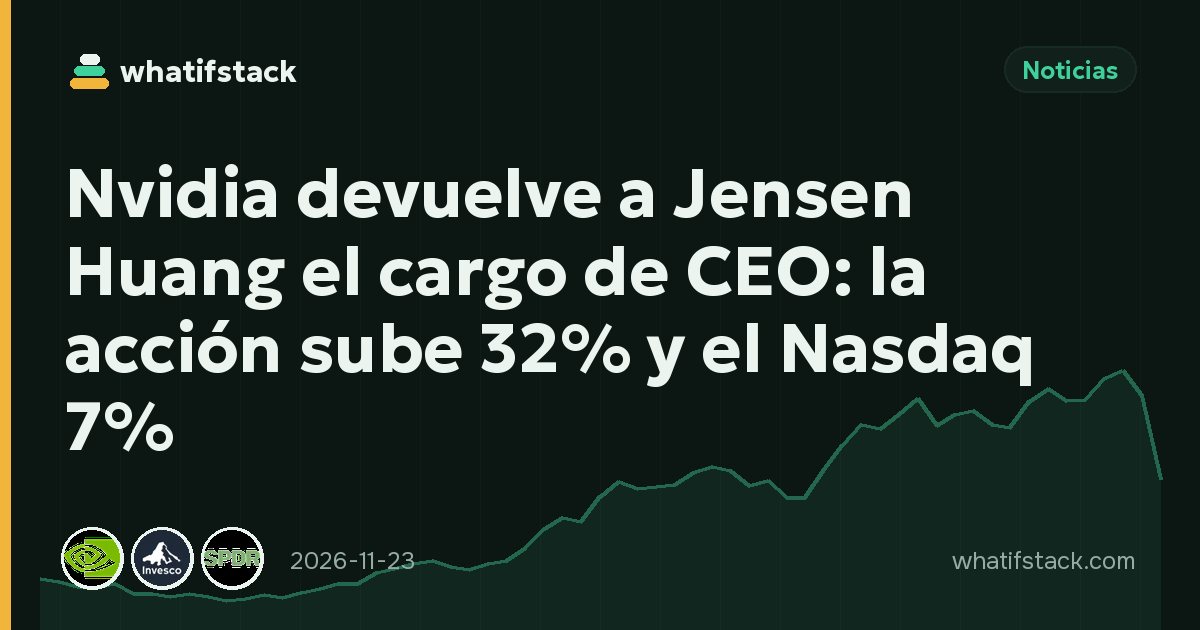 whatifstack
Noticias
Nvidia devuelve a Jensen
Huang el cargo de CEO: la
acción sube 32% y el Nasdaq
7%
Invesco
SPDR
2026-11-23
whatifstack.com